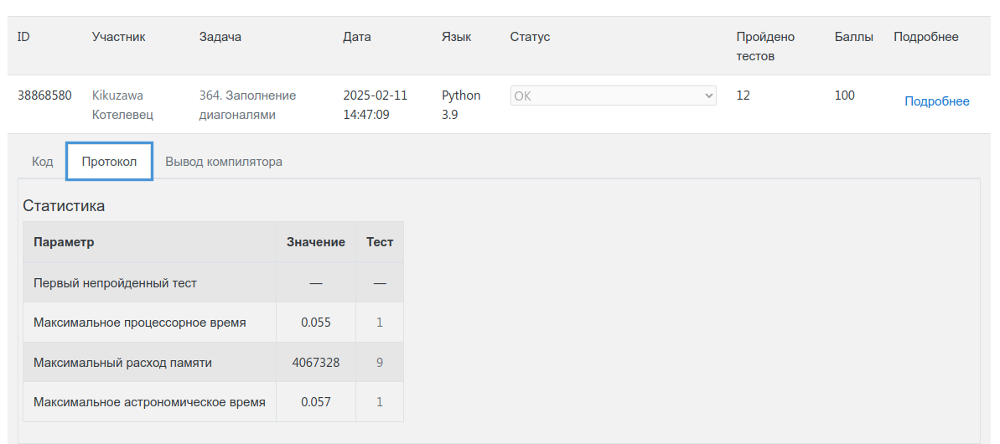 ID Участник Задача Дата Язык Статус Пройдено тестов Баллы Подробнее
38868580 Kikuzawa Котелевец 364. Заполнение диагоналями 2025-02-11 14:47:09 Python 3.9 OK 12 100 Подробнее
Код Протокол Вывод компилятора
Статистика
Параметр Значение Тест
Первый непройденный тест — —
Максимальное процессорное время 0.055 1
Максимальный расход памяти 4067328 9
Максимальное астрономическое время 0.057 1